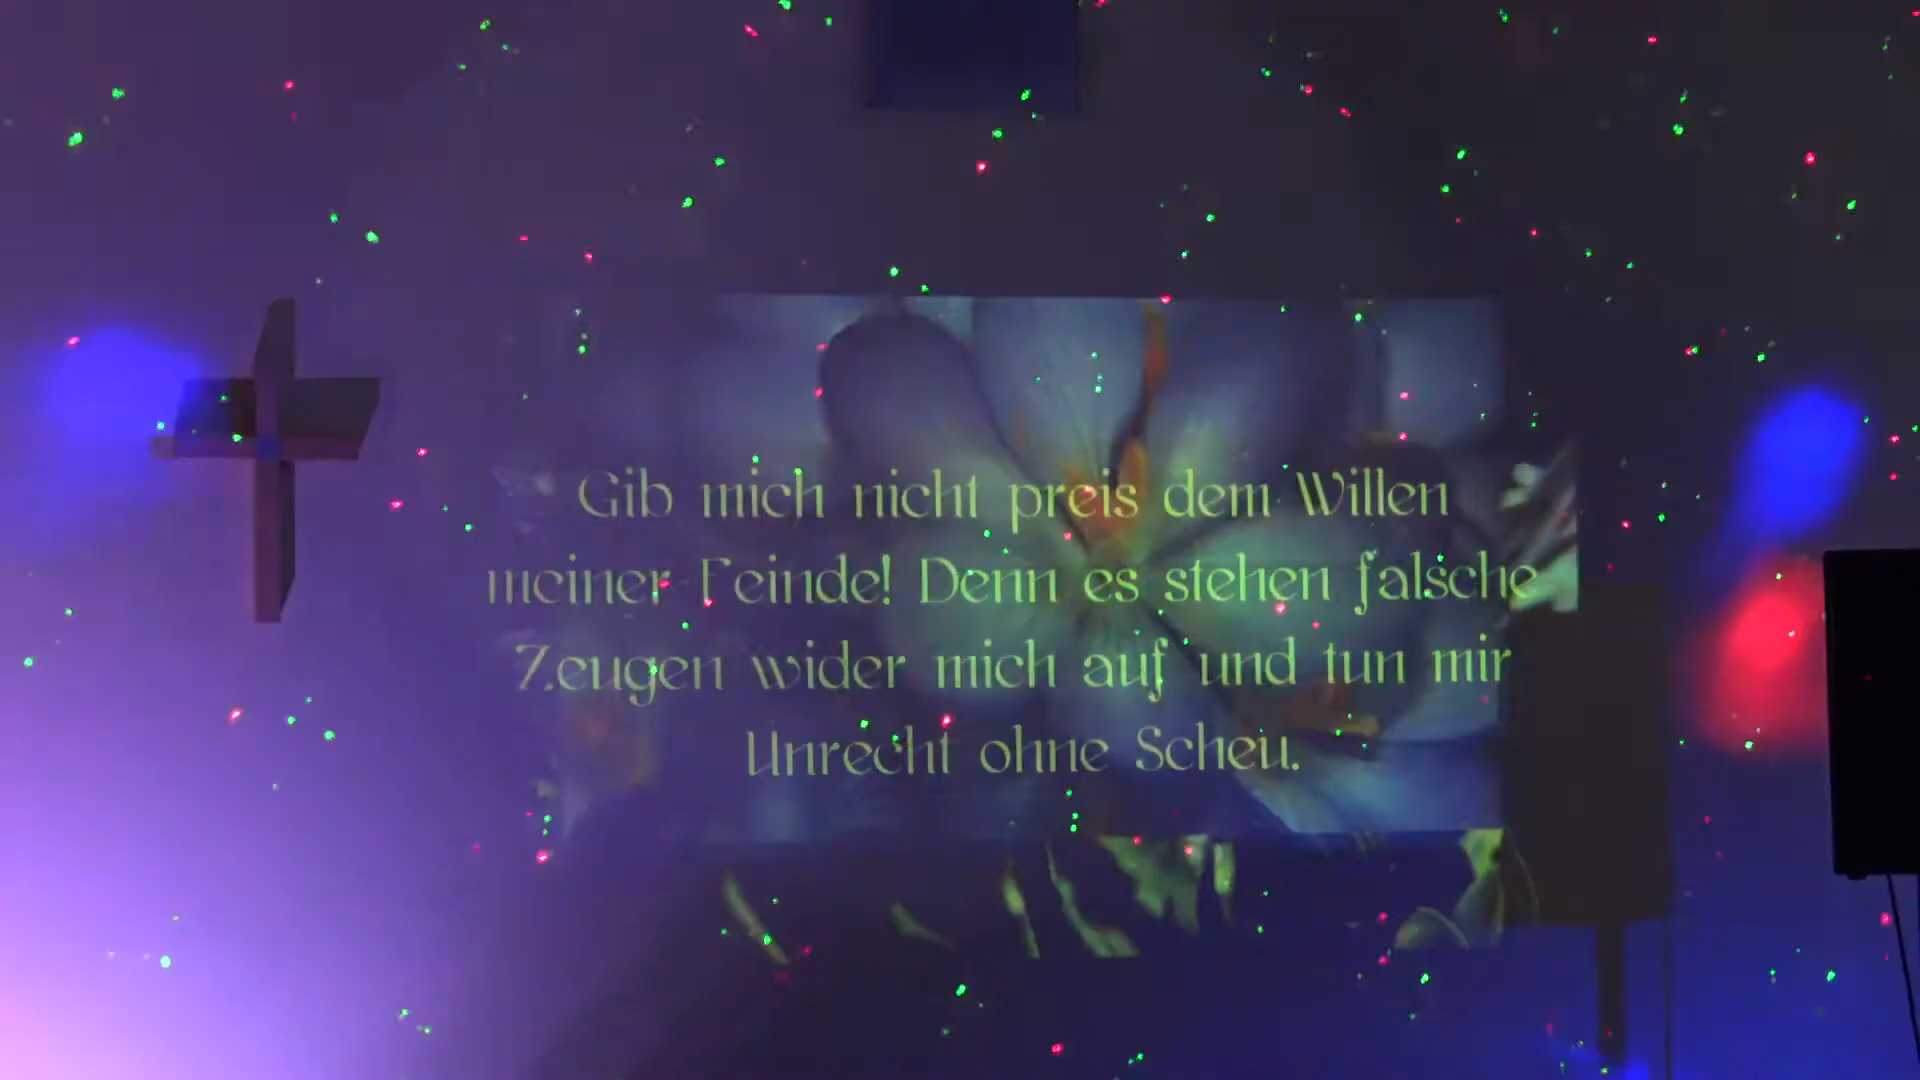 Gib mich nicht preis dem Willen
meiner Feinde! Denn es stehen falsche
Zeugen wider mich auf und tun mir
Unrecht ohne Scheu.